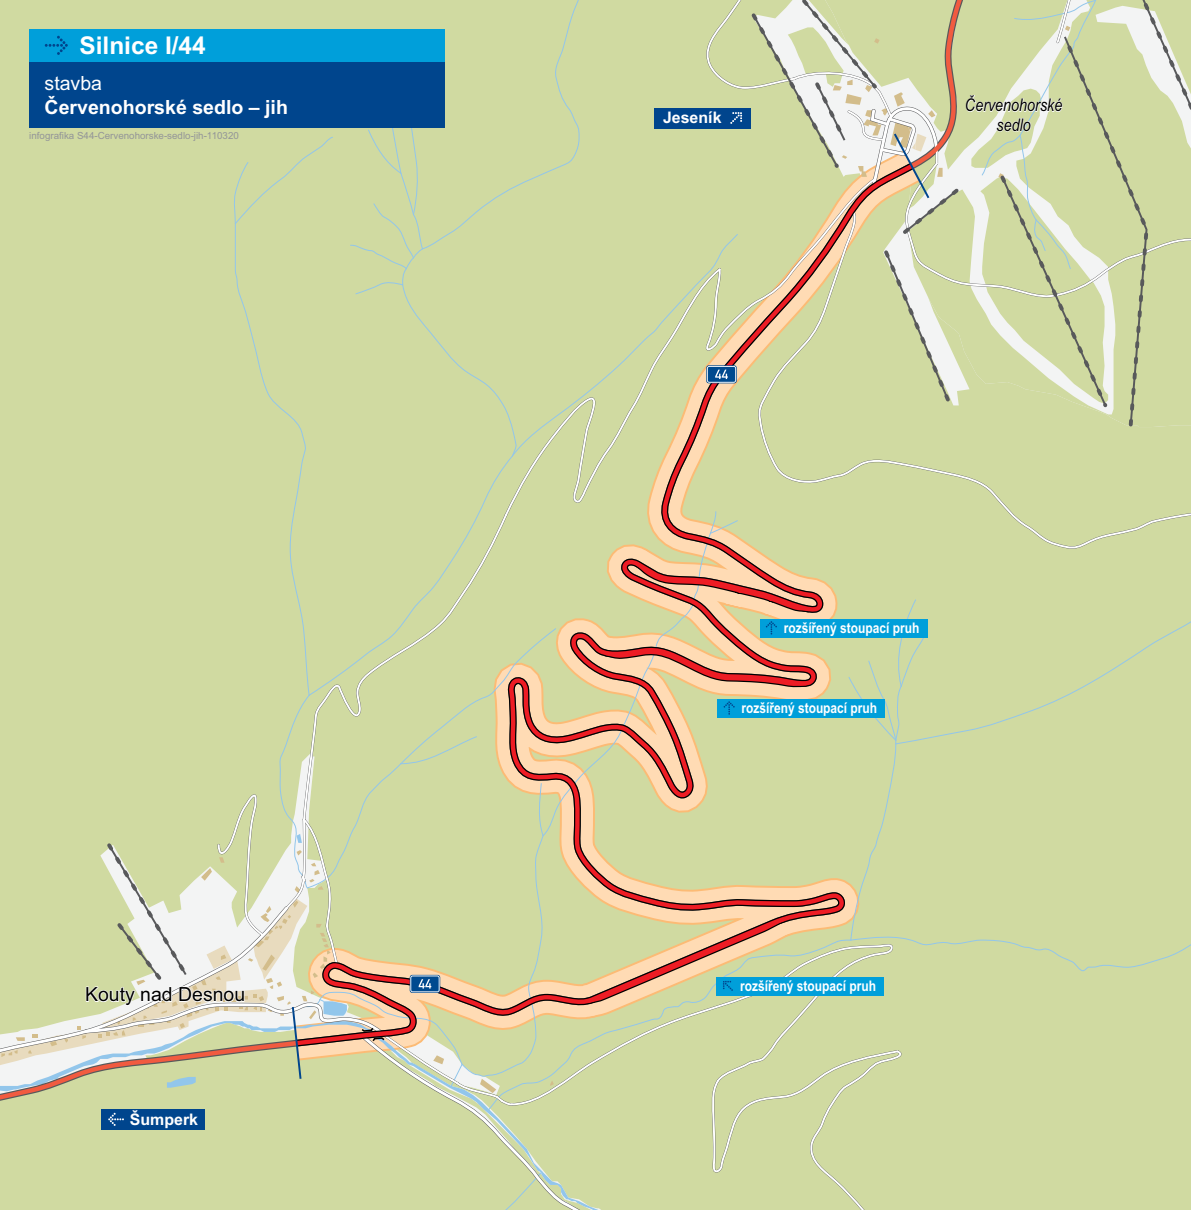 Silnice I/44
stavba
Červenohorské sedlo – jih
infografika S44-Cervenohorske-sedlo-jih-110320
Jeseník
Červenohorské
sedlo
44
rozšířený stoupací pruh
rozšířený stoupací pruh
44
rozšířený stoupací pruh
Kouty nad Desnou
Šumperk